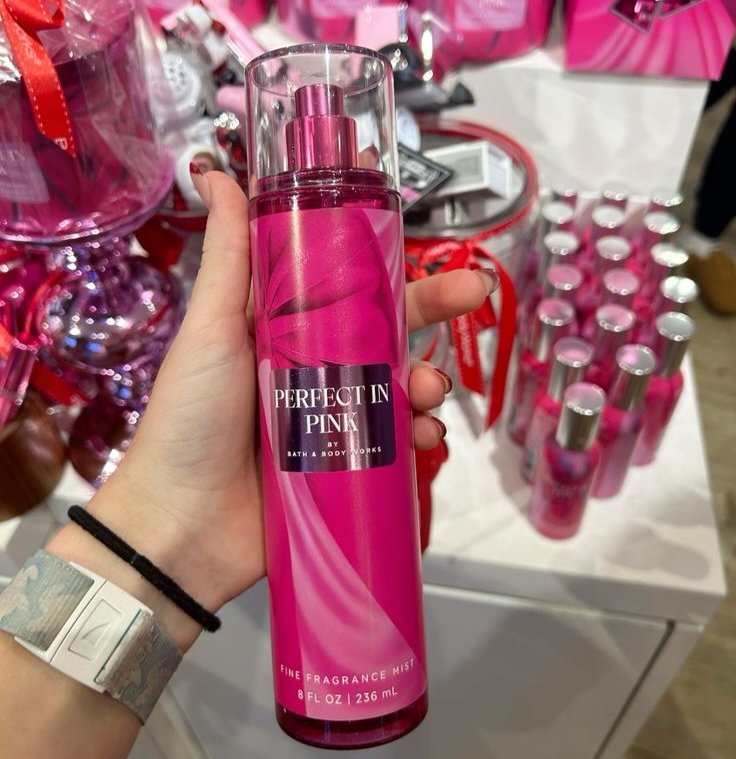 PERFECT IN
PINK
BY
BATH & BODY WORKS
FINE FRAGRANCE MIST
8 FL OZ | 236 mL